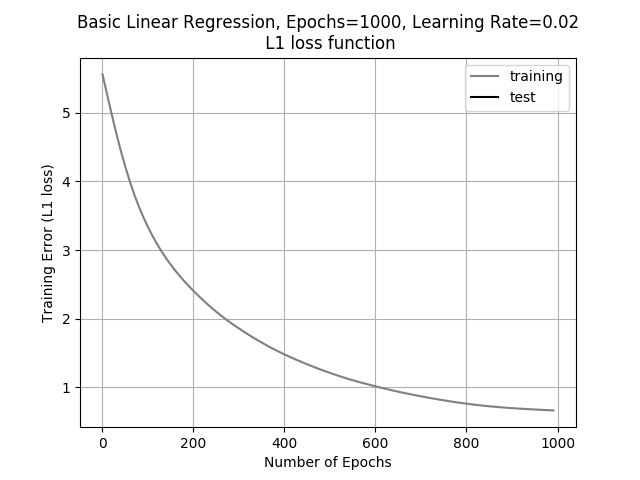 Basic Linear Regression, Epochs=1000, Learning Rate=0.02
L1 loss function
training
test
5
4
3
2
1
Training Error (L1 loss)
0
200
400
600
800
1000
Number of Epochs